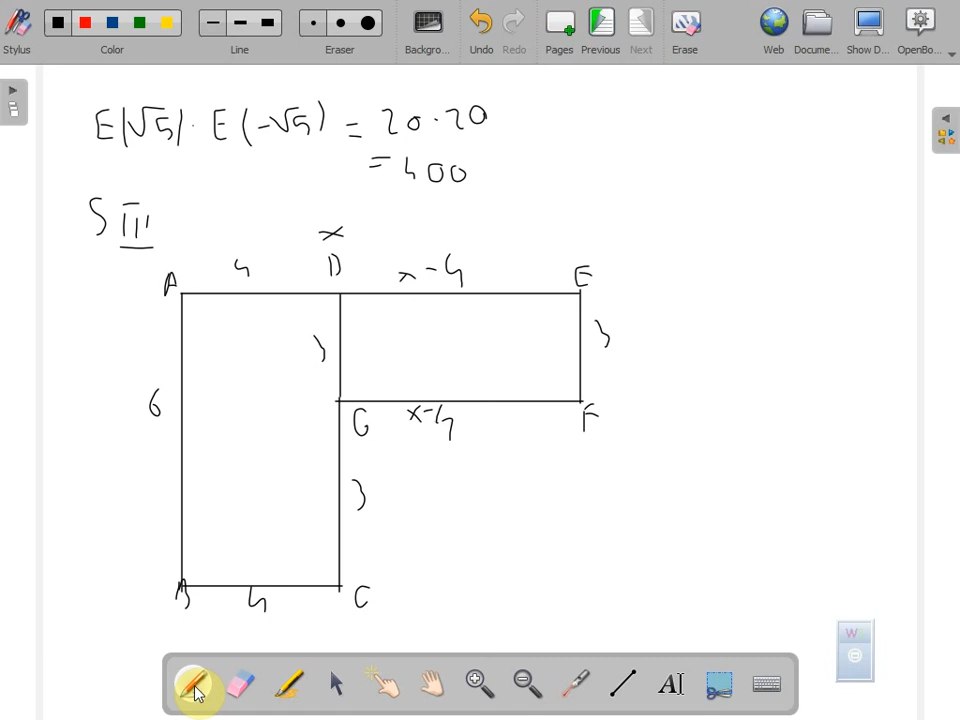 Color
Line
Eraser
Stylus
Backgro...
Undo
Redo
Pages
Previous
Next
Erase
Web
Docume...
Show D...
OpenBo...
E(√5) · E(-√5) = 20·20
= 400
S III
x
4
D
x-4
A
E
3
3
6
G
x-4
F
3
B
4
C
W
AI